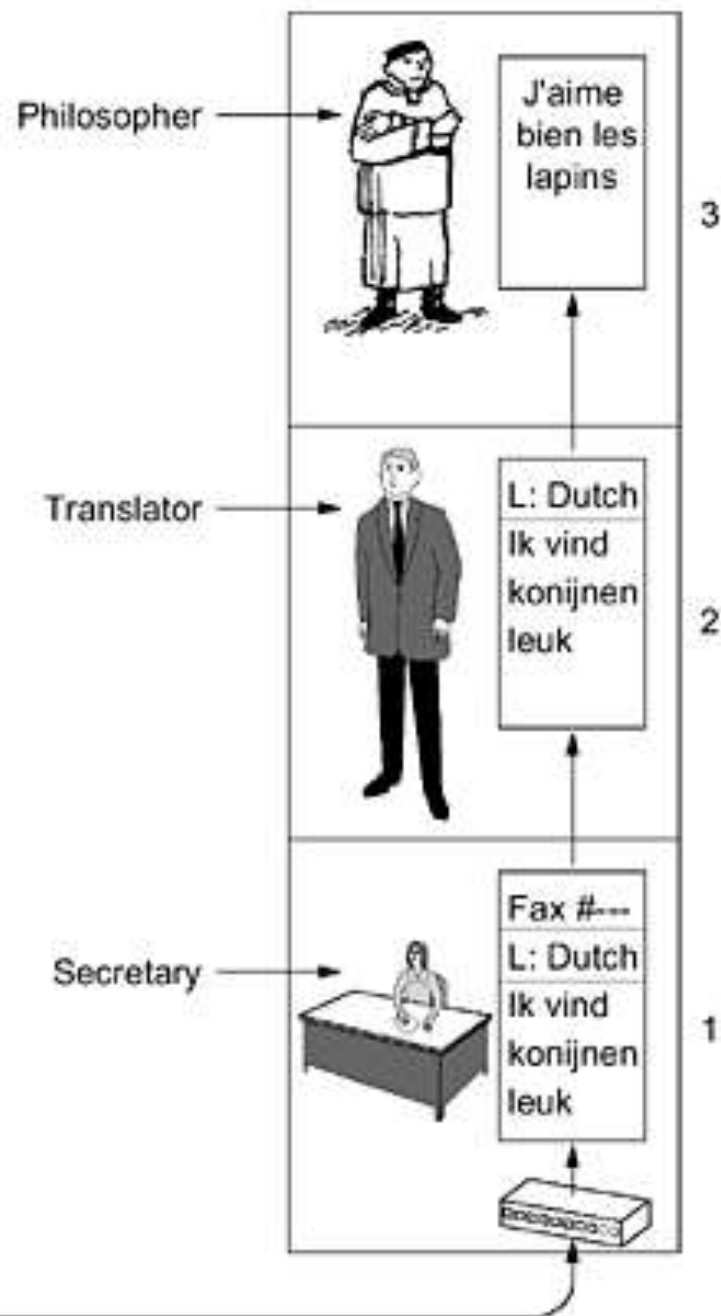 Philosopher
J'aime
bien les
lapins
3
Translator
L: Dutch
Ik vind
konijnen
leuk
2
Secretary
Fax #---
L: Dutch
Ik vind
konijnen
leuk
1